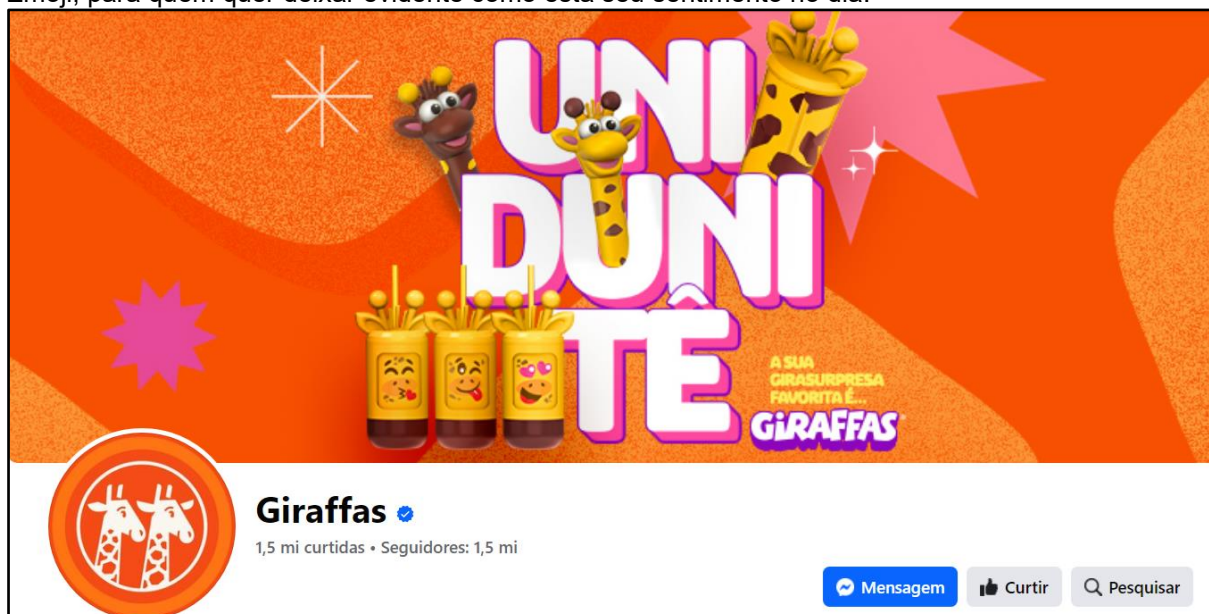 Emoji, para quem quer deixar evidente como está seu sentimento no dia.
UNI
DUNI
TÊ
A SUA
GIRASURPRESA
FAVORITA É...
GIRAFFAS
Giraffas
1,5 mi curtidas • Seguidores: 1,5 mi
Mensagem
Curtir
Pesquisar